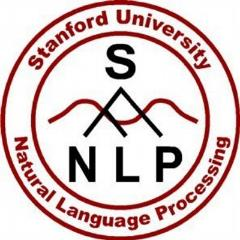 Stanford University
S
NLP
Natural Language Processing